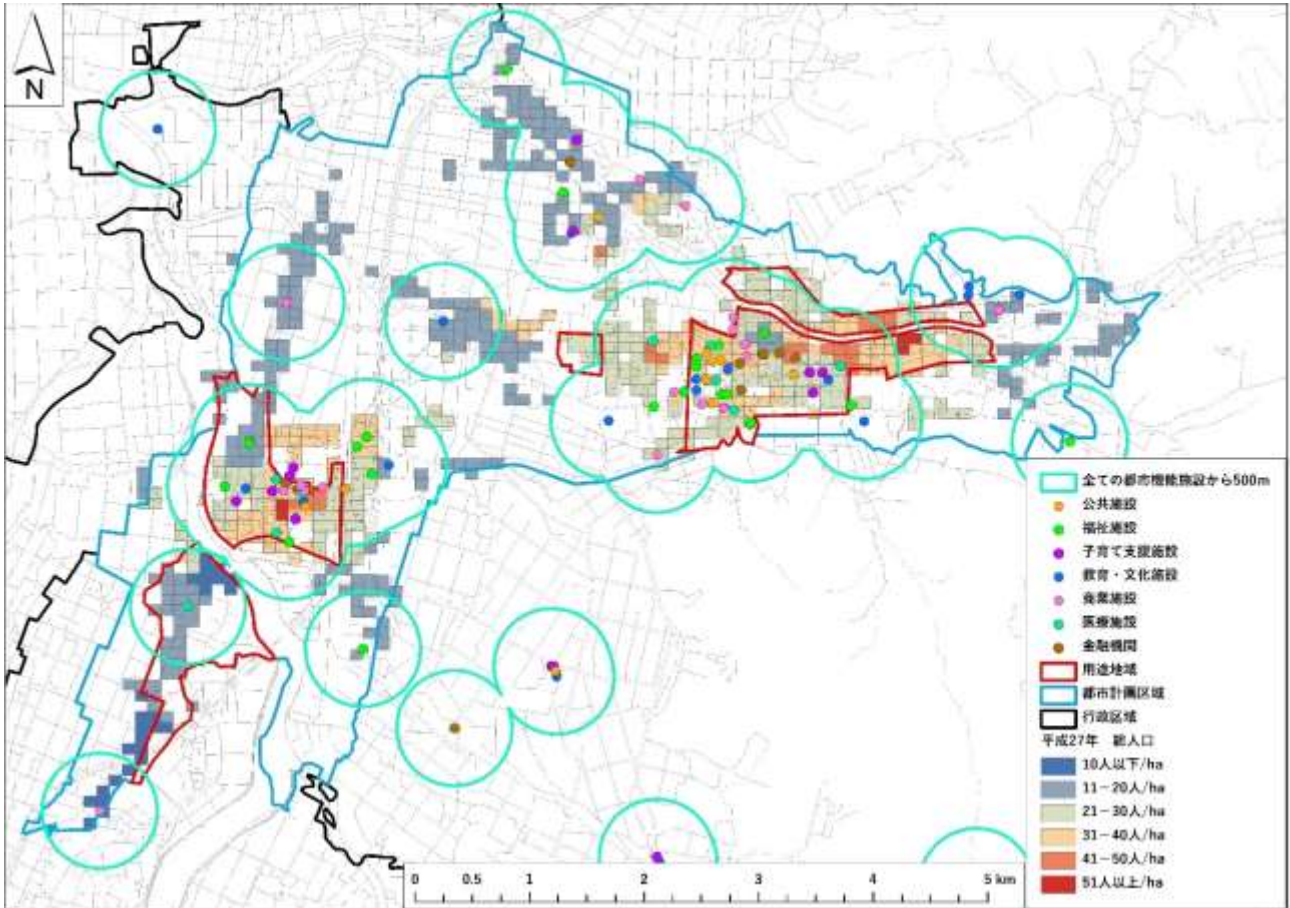 N
全ての都市機能施設から500m
公共施設
福祉施設
子育て支援施設
教育・文化施設
商業施設
医療施設
金融機関
用途地域
都市計画区域
行政区域
平成27年 総人口
10人以下/ha
11-20人/ha
21-30人/ha
31-40人/ha
41-50人/ha
51人以上/ha
0 0.5 1 2 3 4 5 km